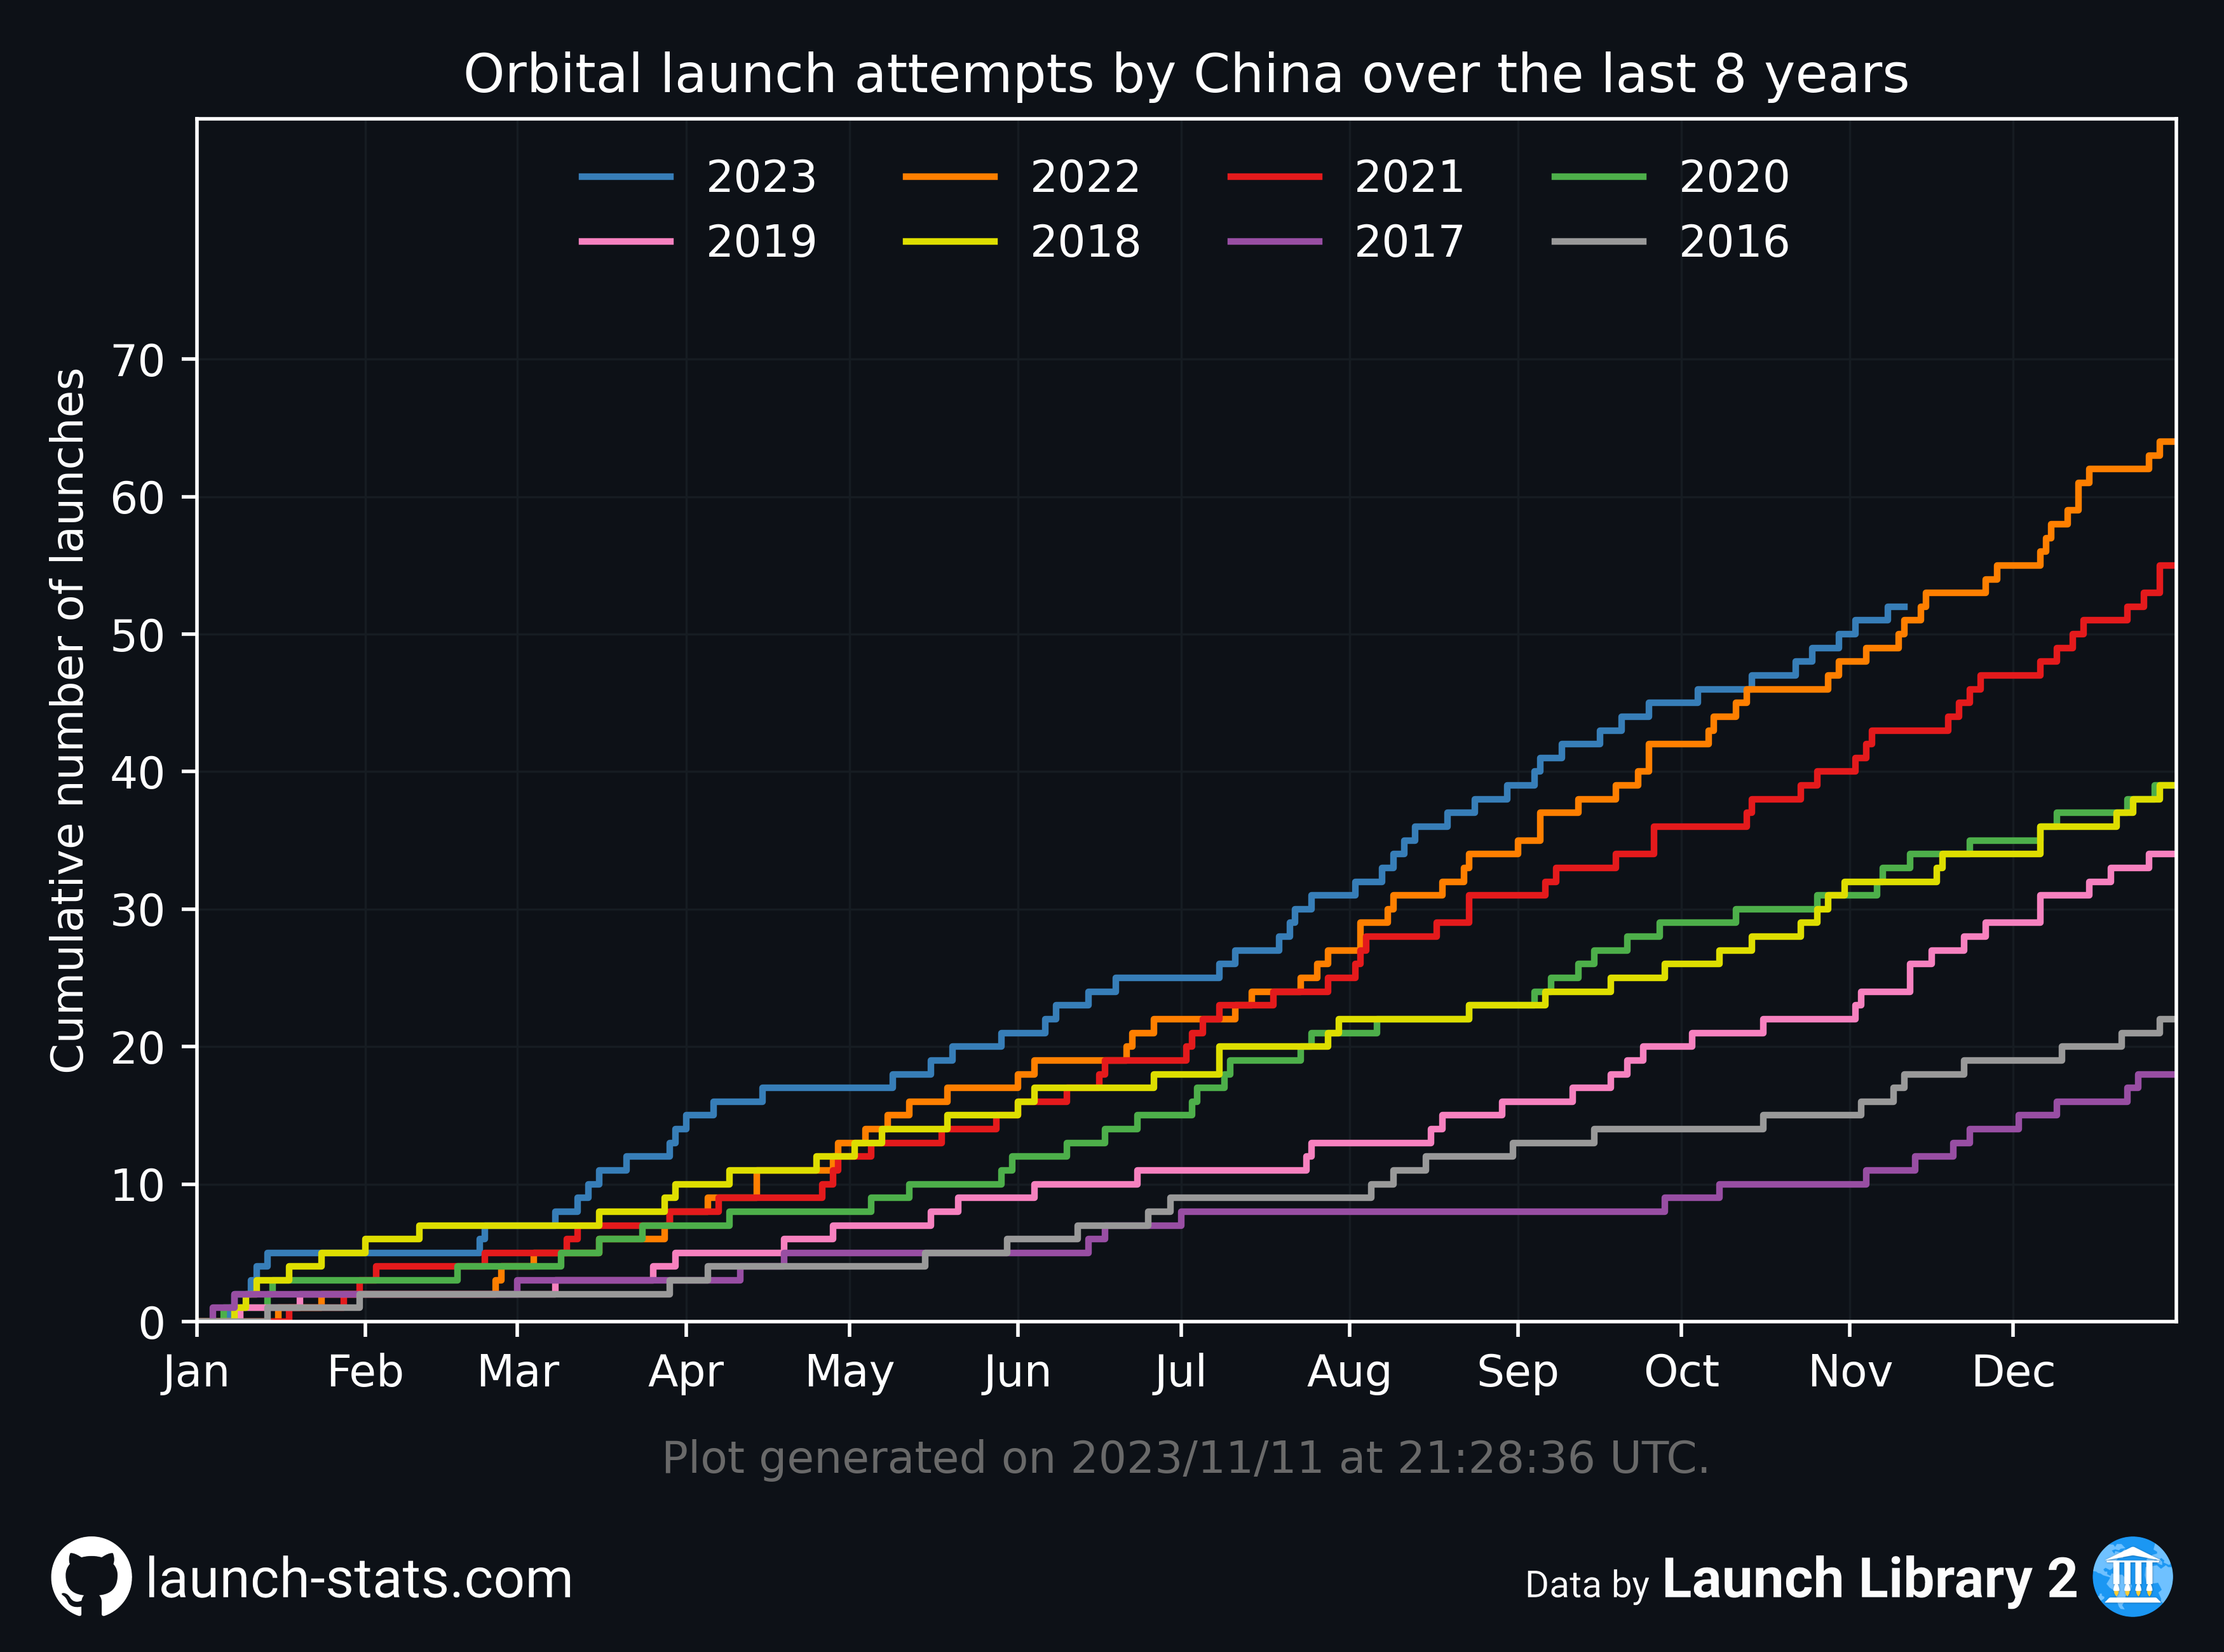 Orbital launch attempts by China over the last 8 years
2023 2022 2021 2020
2019 2018 2017 2016
Cumulative number of launches
70
60
50
40
30
20
10
0
Jan Feb Mar Apr May Jun Jul Aug Sep Oct Nov Dec
Plot generated on 2023/11/11 at 21:28:36 UTC.
launch-stats.com
Data by Launch Library 2